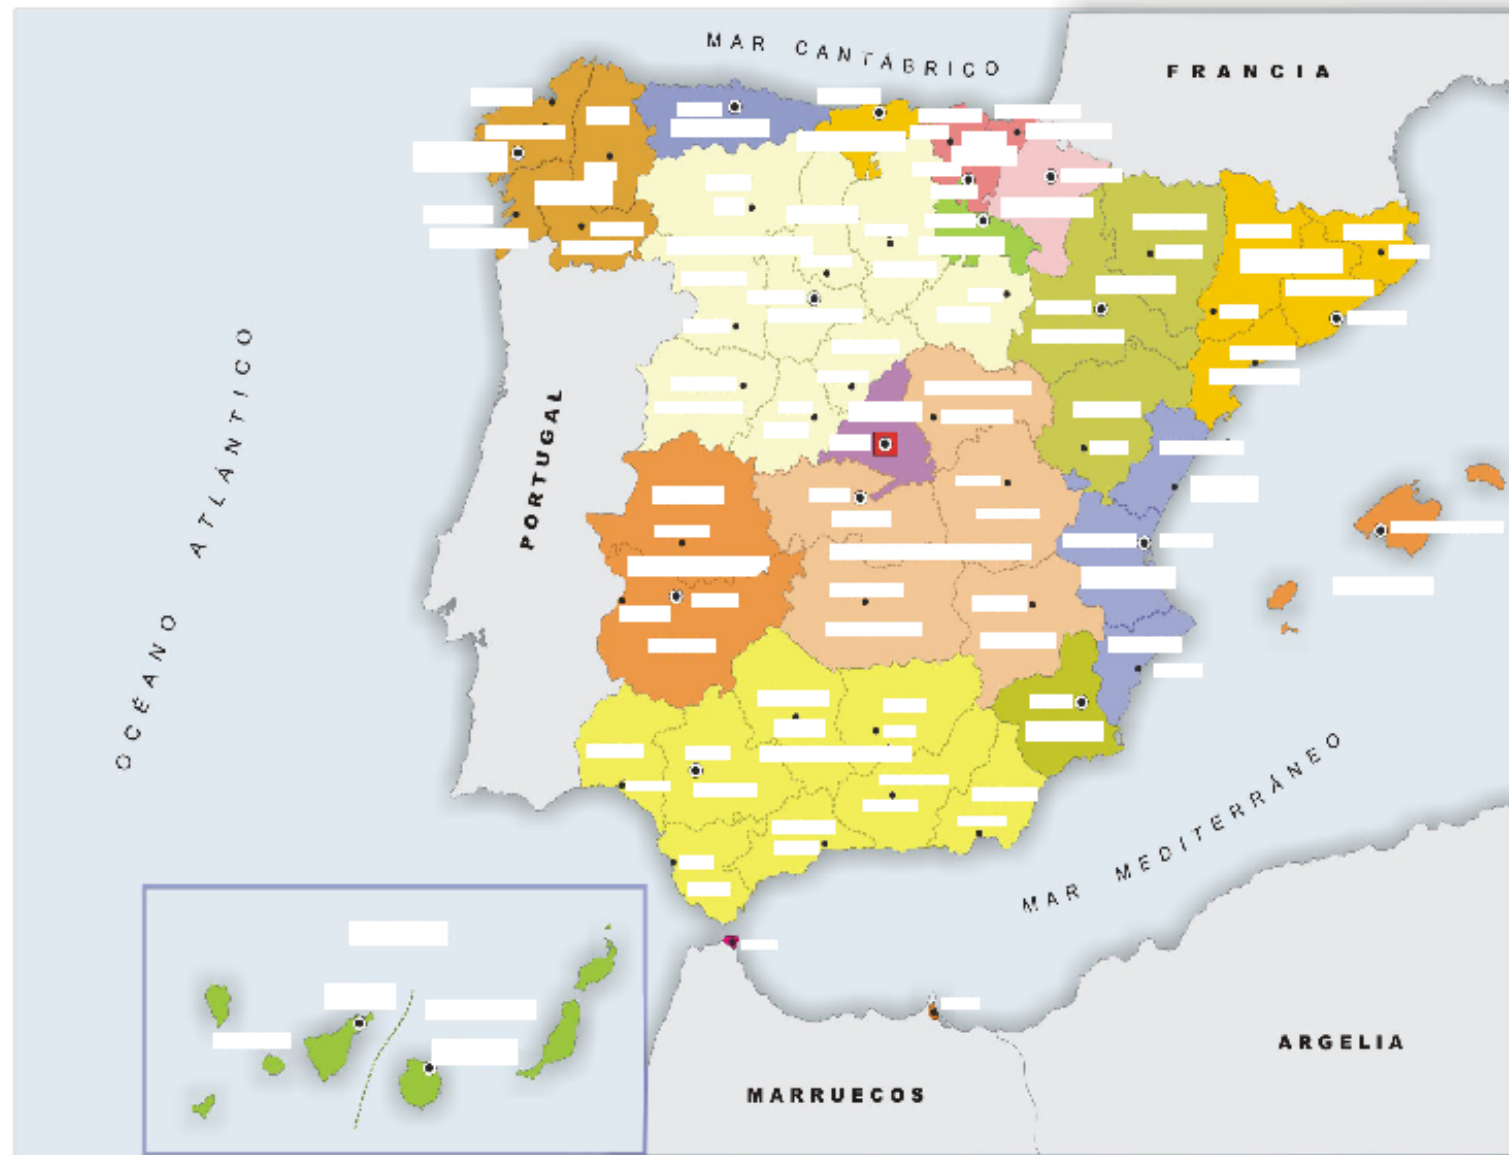 MAR CANTÁBRICO
FRANCIA
OCÉANO ATLÁNTICO
PORTUGAL
MAR MEDITERRÁNEO
ARGELIA
MARRUECOS